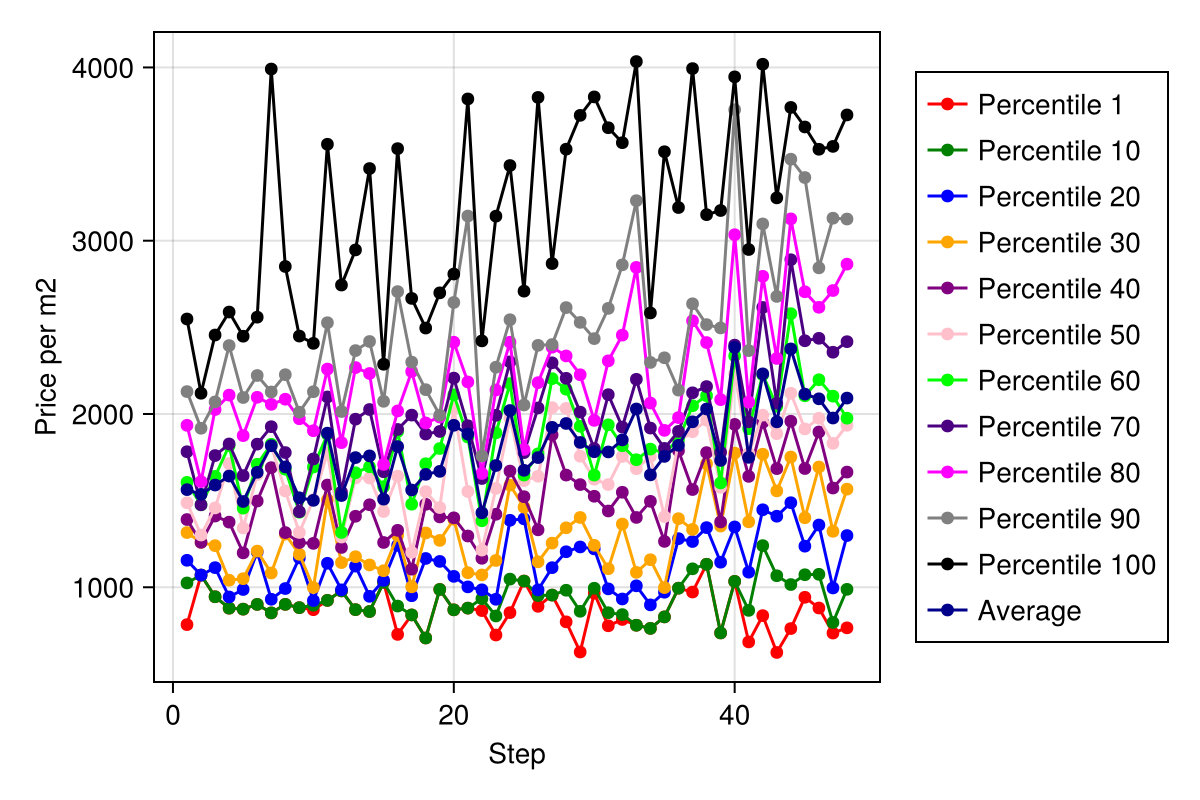 4000
3000
2000
1000
Price per m2
0
20
40
Step
Percentile 1
Percentile 10
Percentile 20
Percentile 30
Percentile 40
Percentile 50
Percentile 60
Percentile 70
Percentile 80
Percentile 90
Percentile 100
Average